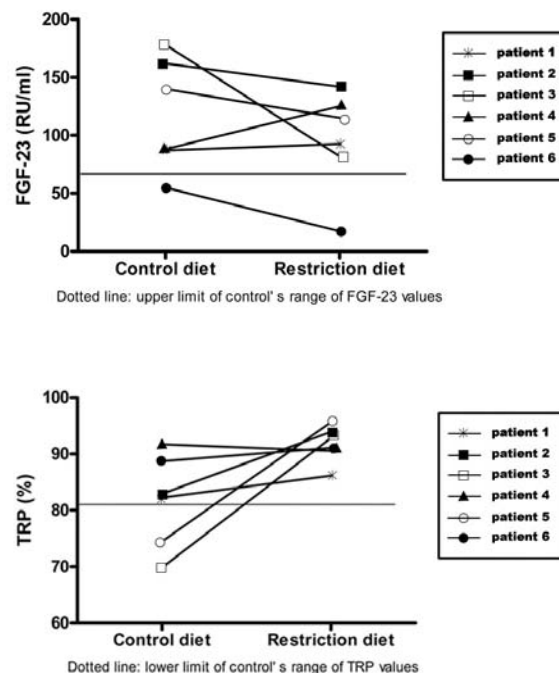 200
150
100
50
0
FGF-23 (RU/ml)
Control diet
Restriction diet
patient 1
patient 2
patient 3
patient 4
patient 5
patient 6
Dotted line: upper limit of control' s range of FGF-23 values
100
90
80
70
60
TRP (%)
Control diet
Restriction diet
patient 1
patient 2
patient 3
patient 4
patient 5
patient 6
Dotted line: lower limit of control' s range of TRP values